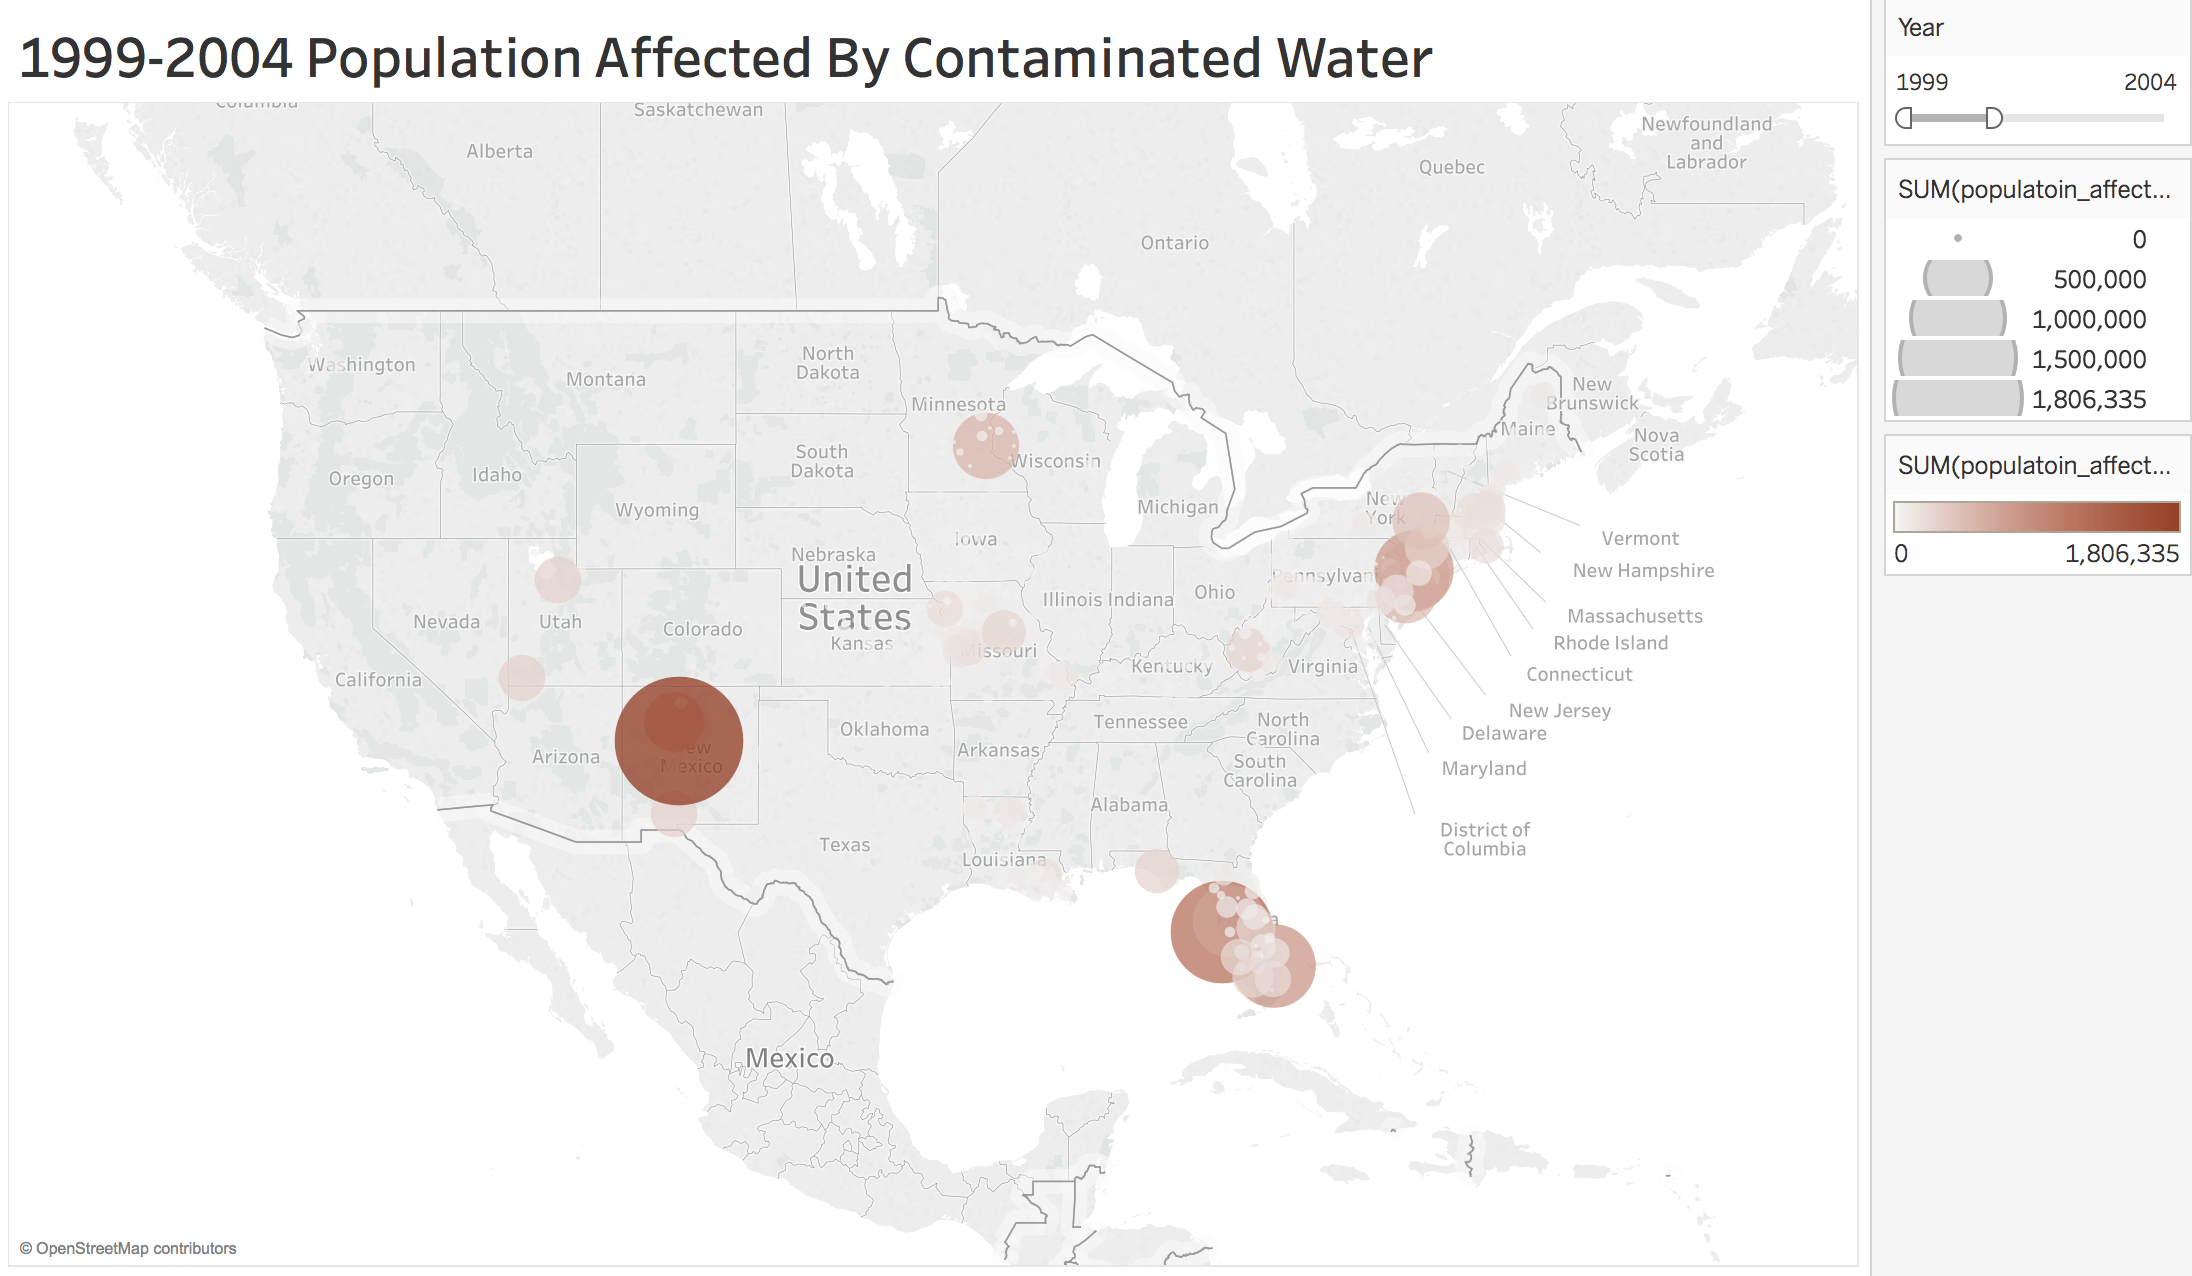 1999-2004 Population Affected By Contaminated Water
Saskatchewan
Alberta
Newfoundland
and
Labrador
Quebec
Ontario
Washington
Montana
North
Dakota
Minnesota
New
Brunswick
Maine
Nova
Scotia
Oregon
Idaho
South
Dakota
Wisconsin
Wyoming
Michigan
New
York
Iowa
Nebraska
United
States
Vermont
New Hampshire
Massachusetts
Rhode Island
Connecticut
New Jersey
Delaware
Maryland
District of
Columbia
Illinois
Indiana
Ohio
Nevada
Utah
Colorado
Kansas
Missouri
Kentucky
Virginia
California
Arizona
Mexico
Oklahoma
Arkansas
Tennessee
North
Carolina
South
Carolina
Alabama
Texas
Louisiana
Mexico
© OpenStreetMap contributors
Year
1999
2004
SUM(populatoin_affect...
0
500,000
1,000,000
1,500,000
1,806,335
SUM(populatoin_affect...
0
1,806,335